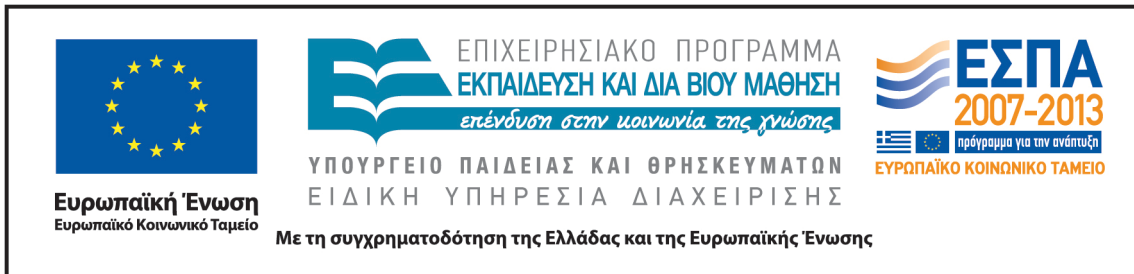 Ευρωπαϊκή Ένωση
Ευρωπαϊκό Κοινωνικό Ταμείο
ΕΠΙΧΕΙΡΗΣΙΑΚΟ ΠΡΟΓΡΑΜΜΑ
ΕΚΠΑΙΔΕΥΣΗ ΚΑΙ ΔΙΑ ΒΙΟΥ ΜΑΘΗΣΗ
επένδυση στην κοινωνία της γνώσης
ΥΠΟΥΡΓΕΙΟ ΠΑΙΔΕΙΑΣ ΚΑΙ ΘΡΗΣΚΕΥΜΑΤΩΝ
ΕΙΔΙΚΗ ΥΠΗΡΕΣΙΑ ΔΙΑΧΕΙΡΙΣΗΣ
ΕΣΠΑ
2007-2013
πρόγραμμα για την ανάπτυξη
ΕΥΡΩΠΑΪΚΟ ΚΟΙΝΩΝΙΚΟ ΤΑΜΕΙΟ
Με τη συγχρηματοδότηση της Ελλάδας και της Ευρωπαϊκής Ένωσης